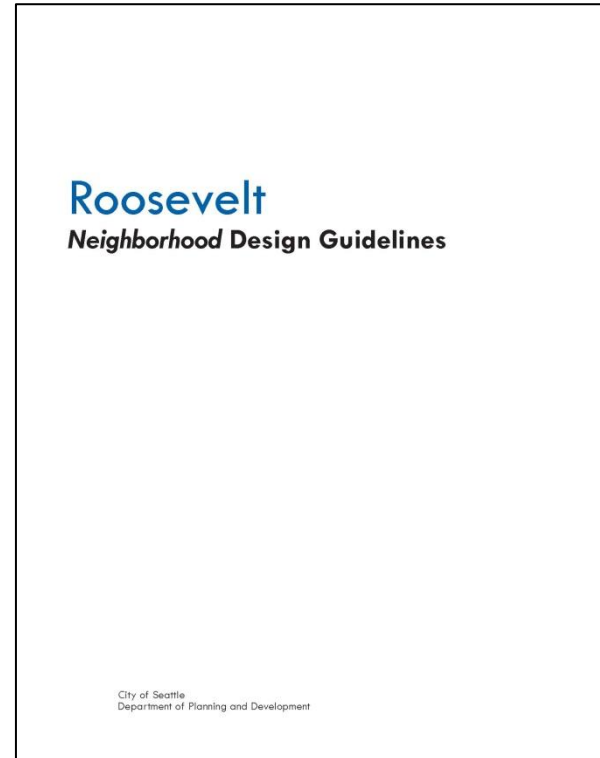 Roosevelt
Neighborhood Design Guidelines
City of Seattle
Department of Planning and Development